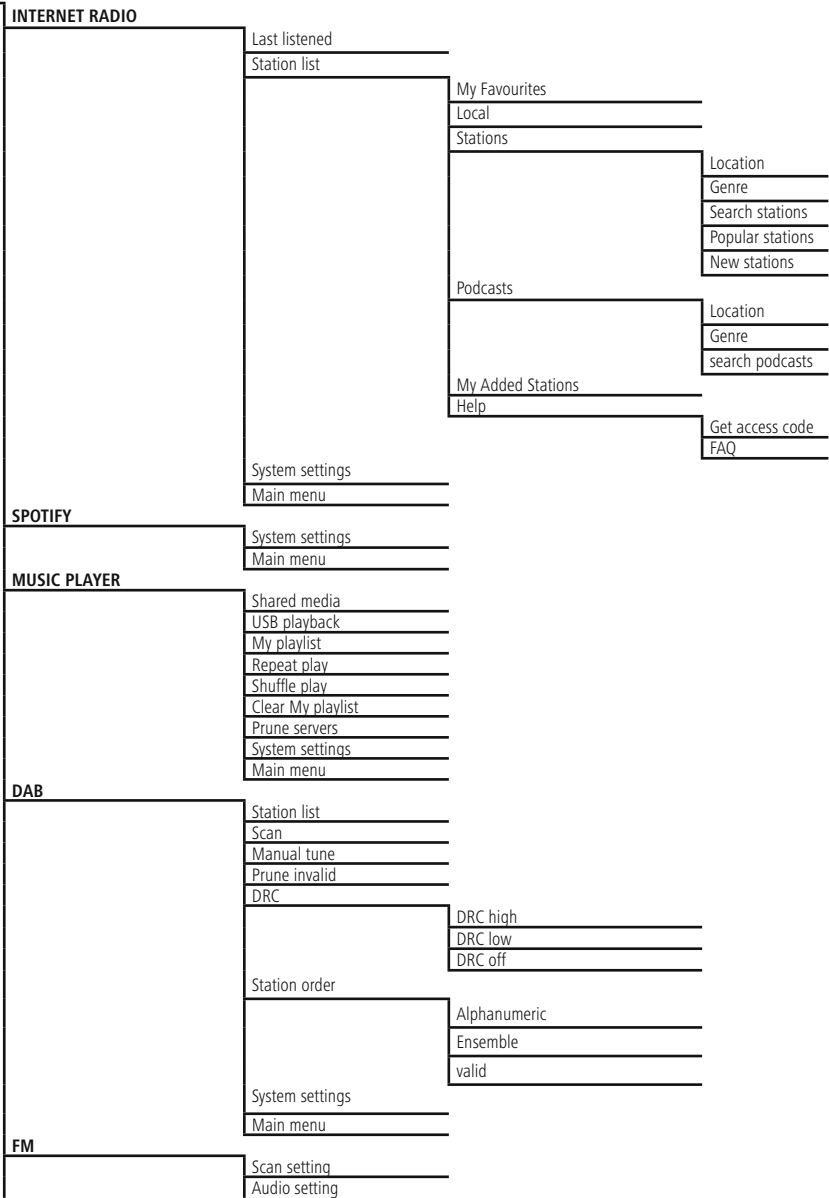 INTERNET RADIO
Last listened
Station list
My Favourites
Local
Stations
Location
Genre
Search stations
Popular stations
New stations
Podcasts
Location
Genre
search podcasts
My Added Stations
Help
Get access code
FAQ
System settings
Main menu
SPOTIFY
System settings
Main menu
MUSIC PLAYER
Shared media
USB playback
My playlist
Repeat play
Shuffle play
Clear My playlist
Prune servers
System settings
Main menu
DAB
Station list
Scan
Manual tune
Prune invalid
DRC
DRC high
DRC low
DRC off
Station order
Alphanumeric
Ensemble
valid
System settings
Main menu
FM
Scan setting
Audio setting